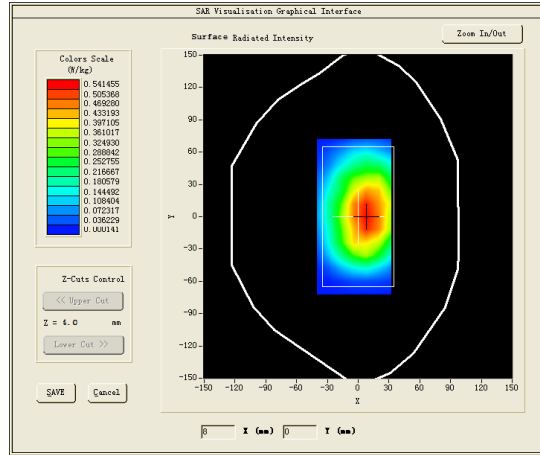 SAR Visualisation Graphical Interface
Surface Radiated Intensity
Zoom In/Out
Colors Scale
(W/kg)
0.541455
0.505368
0.469280
0.433193
0.397105
0.361017
0.324930
0.288842
0.252755
0.216667
0.180579
0.144492
0.108404
0.072317
0.036229
0.000141
Z-Cuts Control
<< Upper Cut
Z = 4.0 mm
Lower Cut >>
SAVE
Cancel
150
120
90
60
30
0
-30
-60
-90
-120
-150
Y
-150 -120 -90 -60 -30 0 30 60 90 120 150
X
8 X (mm) 0 Y (mm)